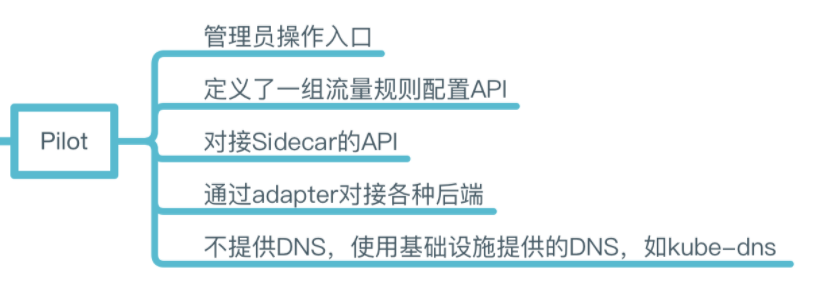 管理员操作入口
定义了一组流量规则配置API
Pilot
对接Sidecar的API
通过adapter对接各种后端
不提供DNS，使用基础设施提供的DNS，如kube-dns